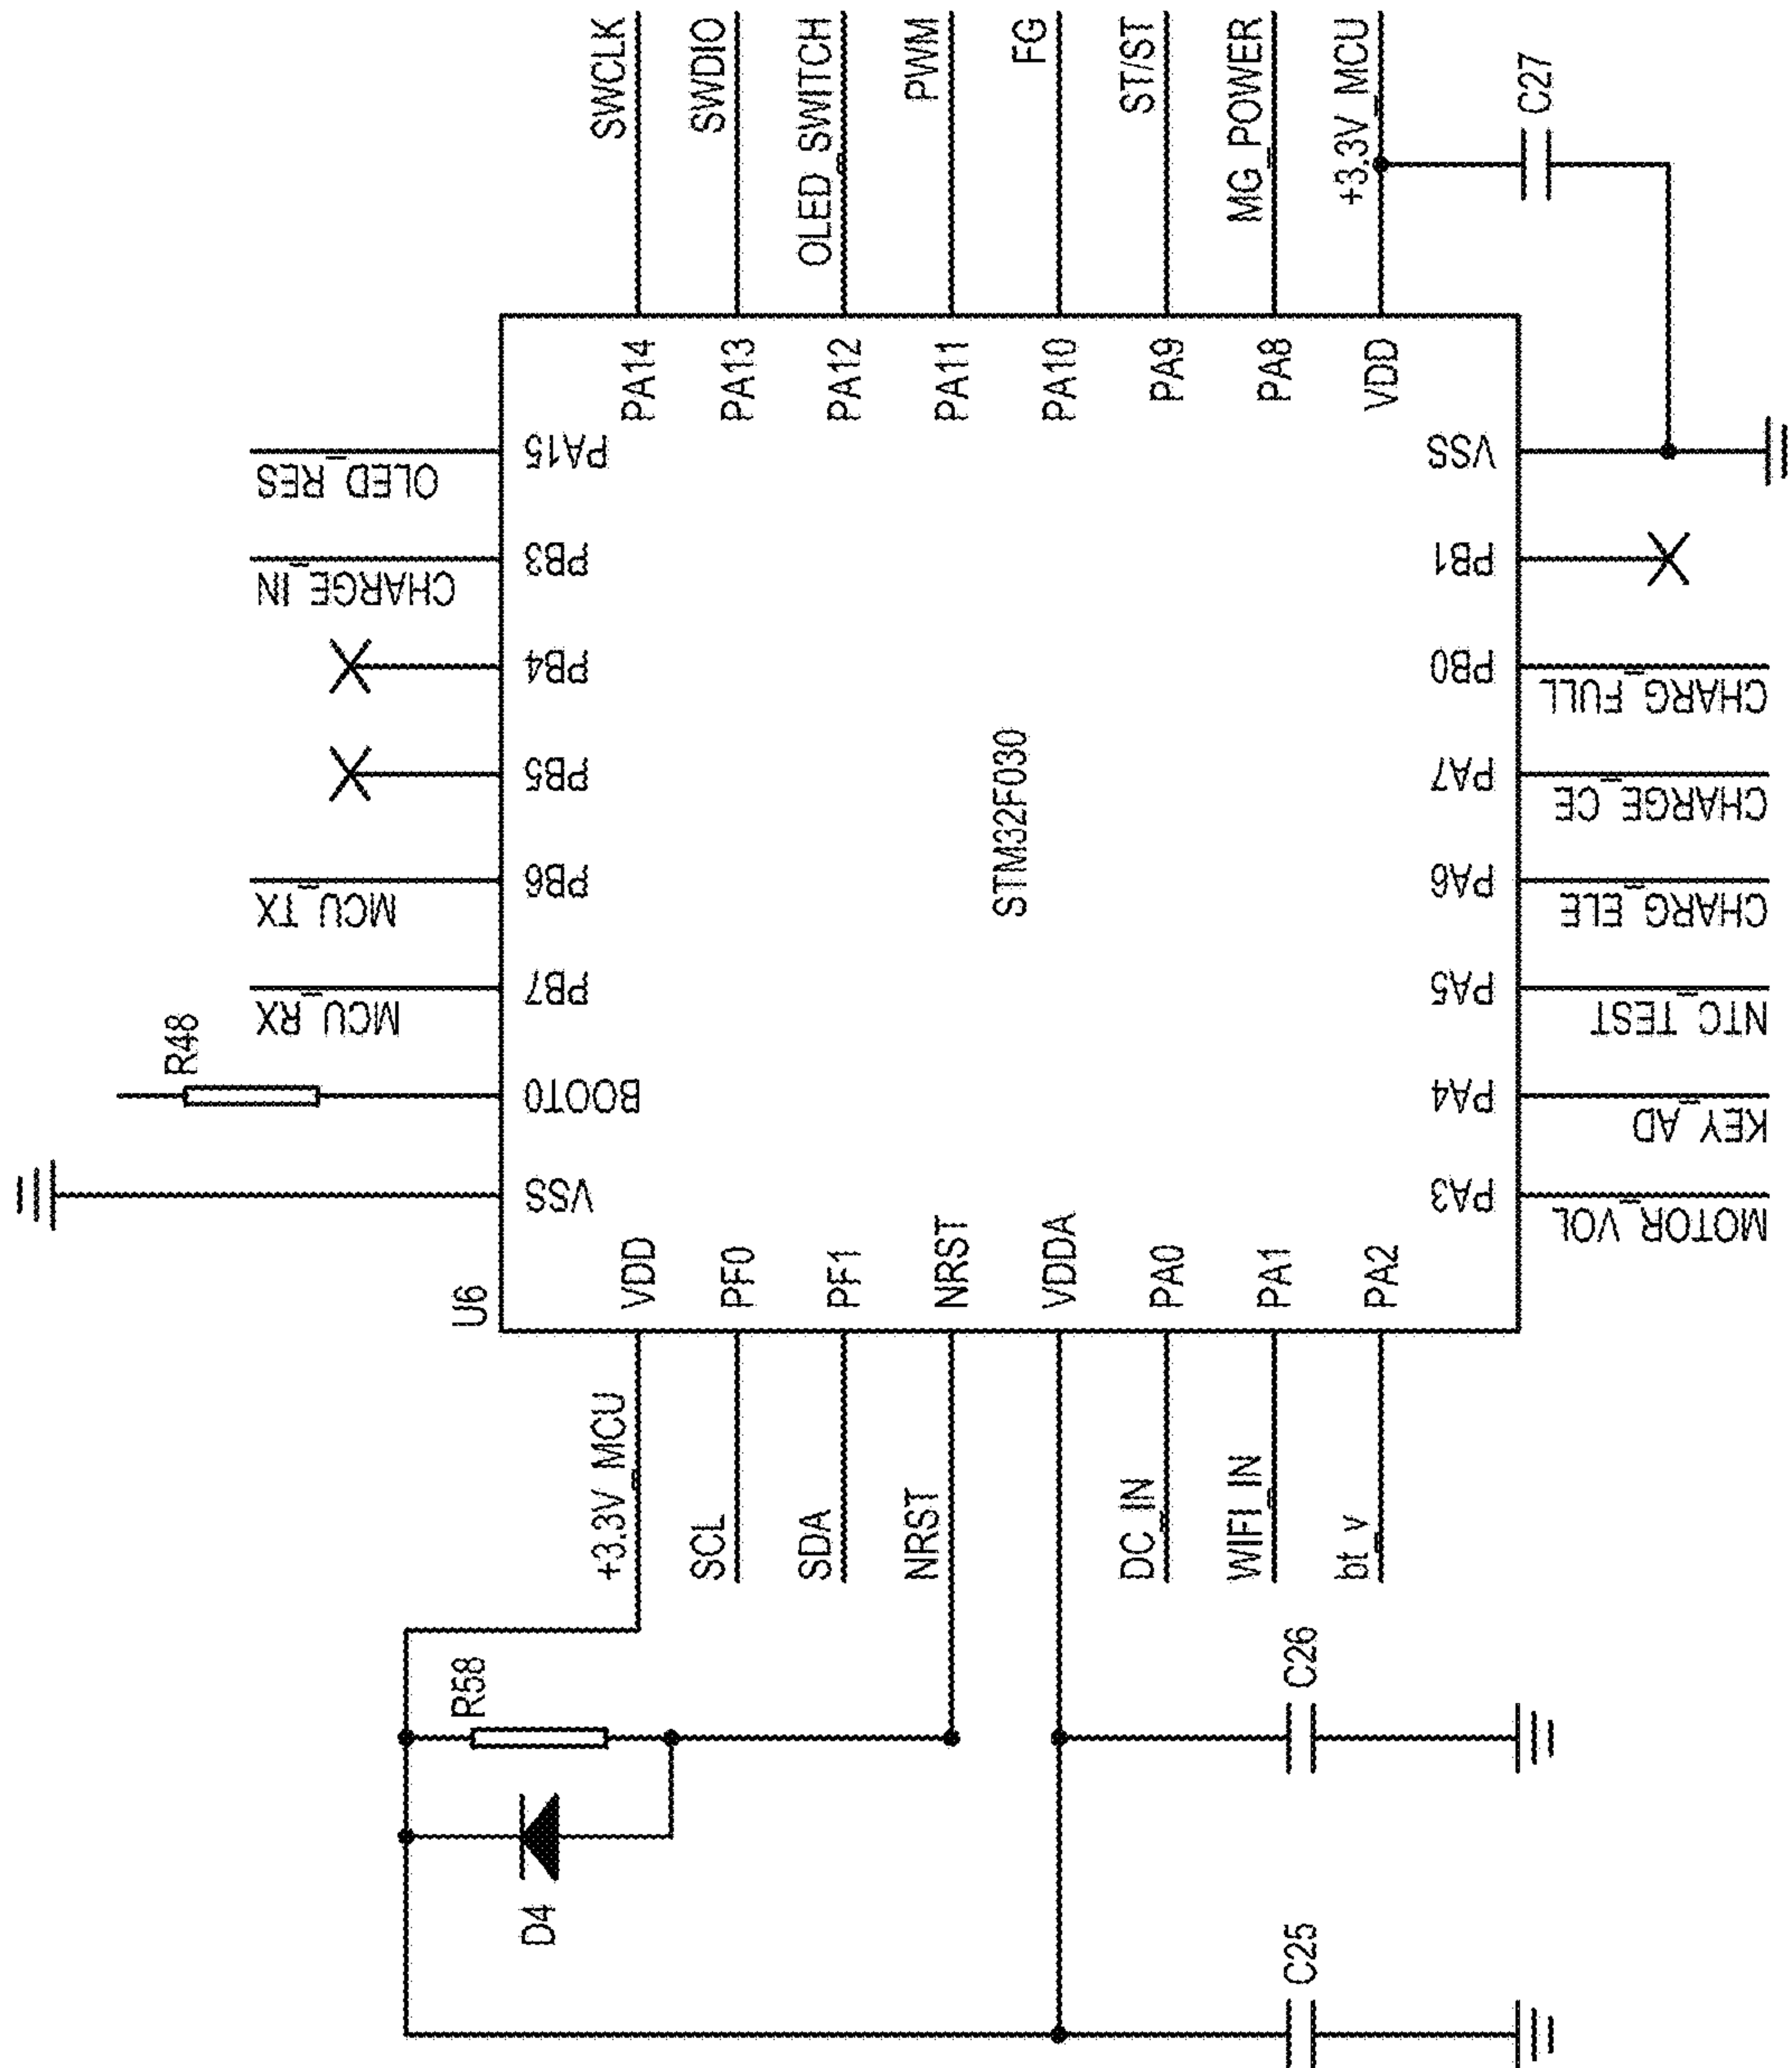 SWCLK
SWDIO
OLED_SWITCH
PWM
FG
ST/ST
MG_POWER
+3.3V_MCU
C27
PA14
PA13
PA12
PA11
PA10
PA9
PA8
VDD
OLED_RES
PA15
CHARGE_IN
PB3
PB4
PB5
MCU_TX
PB6
MCU_RX
PB7
R48
BOOT0
VSS
STM32F030
VSS
PB1
PB0
CHARG_FULL
PA7
CHARGE_CE
PA6
CHARG_ELE
PA5
NTC_TEST
PA4
KEY_AD
PA3
MOTOR_VOL
U6
VDD
PF0
PF1
NRST
VDDA
PA0
PA1
PA2
+3.3V_MCU
SCL
SDA
NRST
DC_IN
WIFI_IN
bt_v
R58
D4
C26
C25